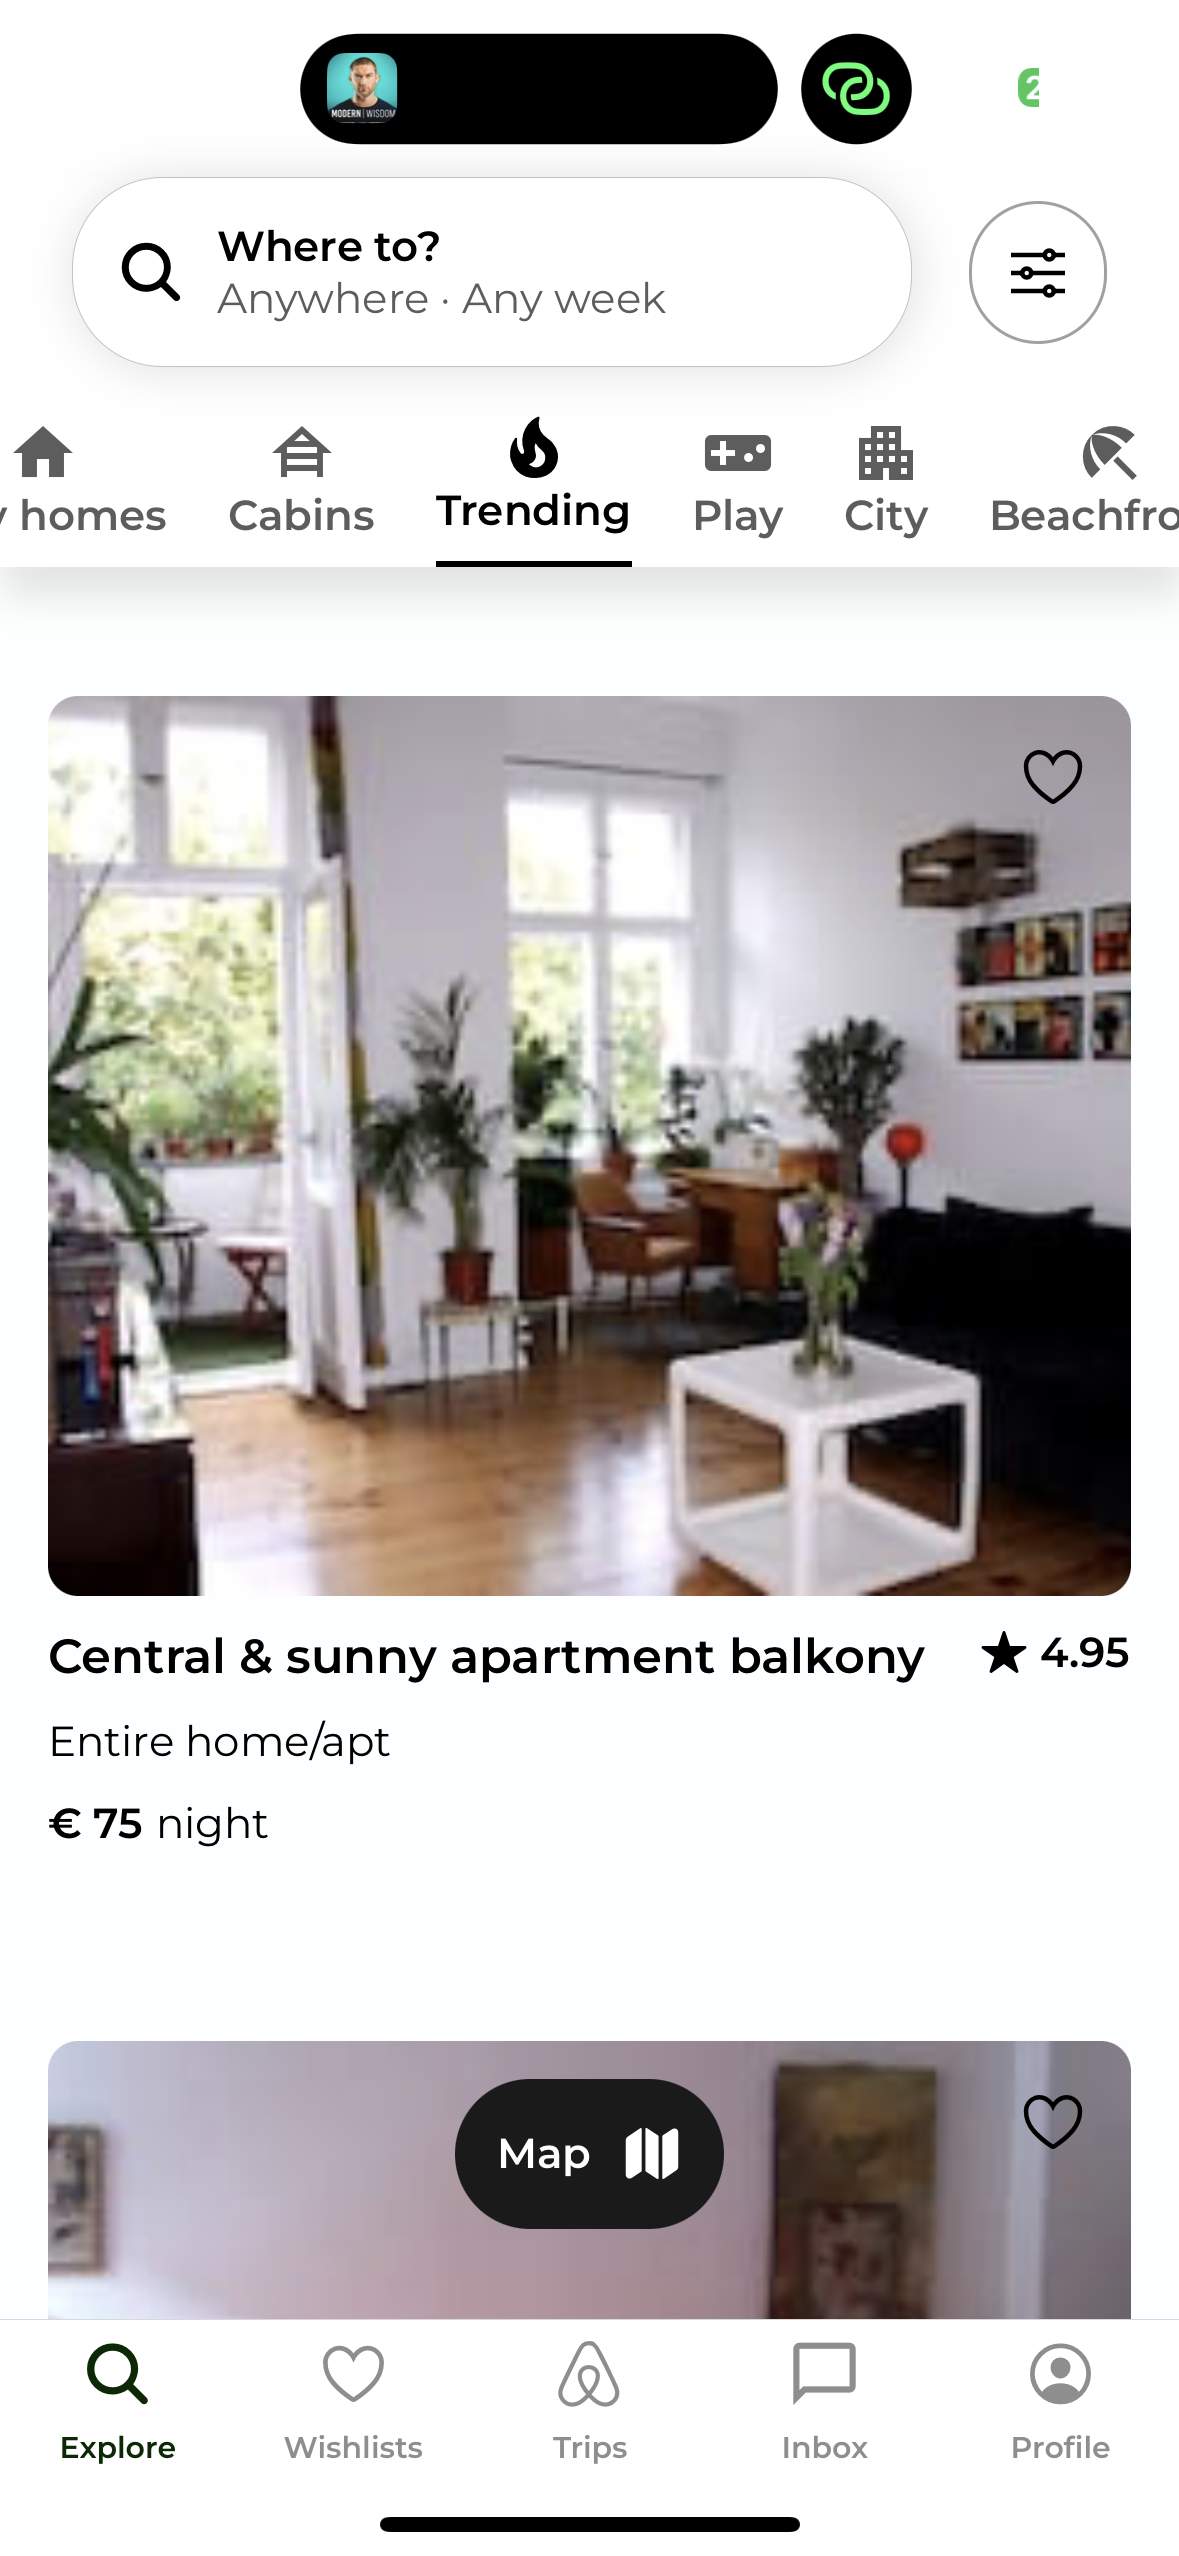 MODERN | WISDOM
2
Where to?
Anywhere · Any week
y homes
Cabins
Trending
Play
City
Beachfro
Central & sunny apartment balkony
4.95
Entire home/apt
€ 75 night
Map
Explore
Wishlists
Trips
Inbox
Profile